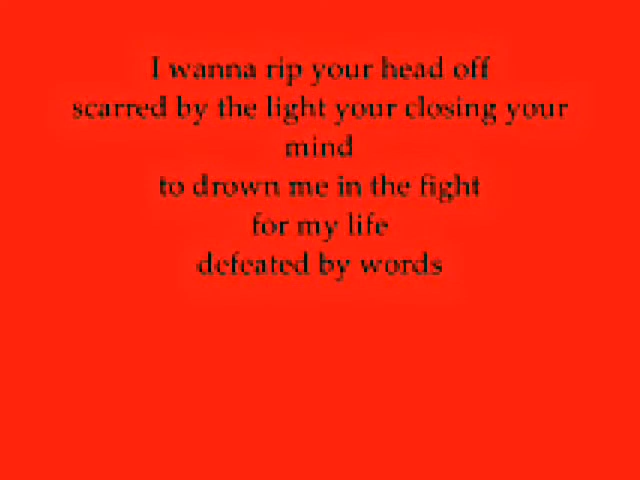 I wanna rip your head off
scarred by the light your closing your
mind
to drown me in the fight
for my life
defeated by words